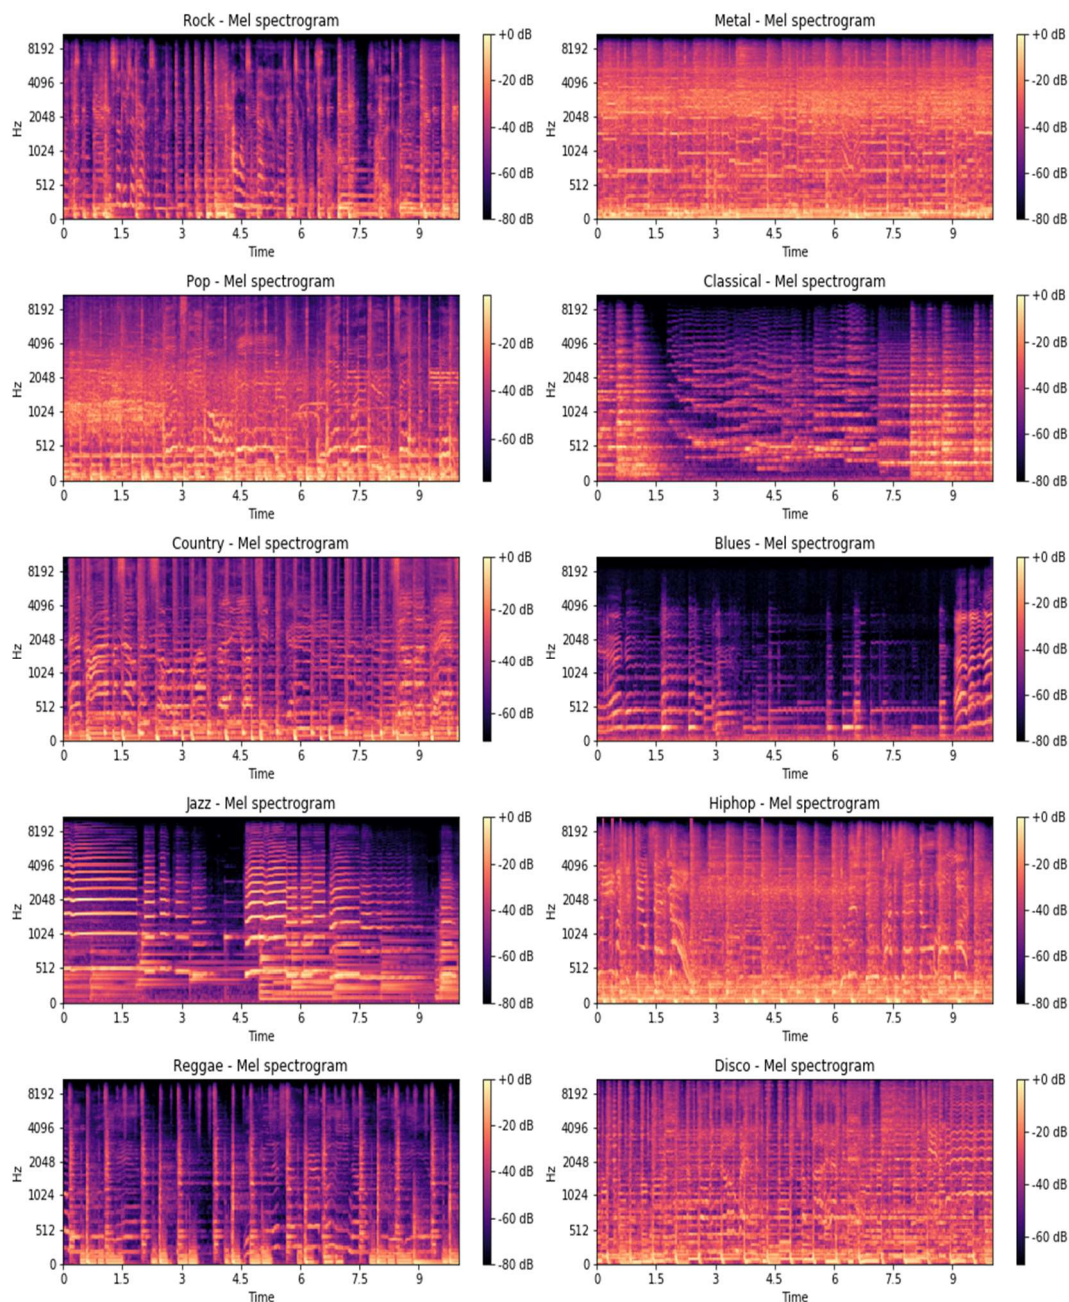 Rock - Mel spectrogram
8192
4096
2048
1024
512
0
Hz
0 1.5 3 4.5 6 7.5 9
Time
+0 dB
-20 dB
-40 dB
-60 dB
-80 dB
Metal - Mel spectrogram
8192
4096
2048
1024
512
0
Hz
0 1.5 3 4.5 6 7.5 9
Time
+0 dB
-20 dB
-40 dB
-60 dB
-80 dB
Pop - Mel spectrogram
8192
4096
2048
1024
512
0
Hz
0 1.5 3 4.5 6 7.5 9
Time
-20 dB
-40 dB
-60 dB
Classical - Mel spectrogram
8192
4096
2048
1024
512
0
Hz
0 1.5 3 4.5 6 7.5 9
Time
+0 dB
-20 dB
-40 dB
-60 dB
-80 dB
Country - Mel spectrogram
8192
4096
2048
1024
512
0
Hz
0 1.5 3 4.5 6 7.5 9
Time
+0 dB
-20 dB
-40 dB
-60 dB
Blues - Mel spectrogram
8192
4096
2048
1024
512
0
Hz
0 1.5 3 4.5 6 7.5 9
Time
+0 dB
-20 dB
-40 dB
-60 dB
-80 dB
Jazz - Mel spectrogram
8192
4096
2048
1024
512
0
Hz
0 1.5 3 4.5 6 7.5 9
Time
+0 dB
-20 dB
-40 dB
-60 dB
-80 dB
Hiphop - Mel spectrogram
8192
4096
2048
1024
512
0
Hz
0 1.5 3 4.5 6 7.5 9
Time
+0 dB
-20 dB
-40 dB
-60 dB
-80 dB
Reggae - Mel spectrogram
8192
4096
2048
1024
512
0
Hz
0 1.5 3 4.5 6 7.5 9
Time
+0 dB
-20 dB
-40 dB
-60 dB
-80 dB
Disco - Mel spectrogram
8192
4096
2048
1024
512
0
Hz
0 1.5 3 4.5 6 7.5 9
Time
+0 dB
-20 dB
-40 dB
-60 dB